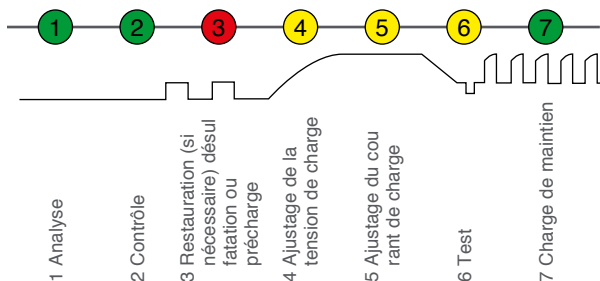 1
2
3
4
5
6
7
1 Analyse
2 Contrôle
3 Restauration (si
nécessaire) désul
fatation ou
précharge
4 Ajustage de la
tension de charge
5 Ajustage du cou
rant de charge
6 Test
7 Charge de maintien